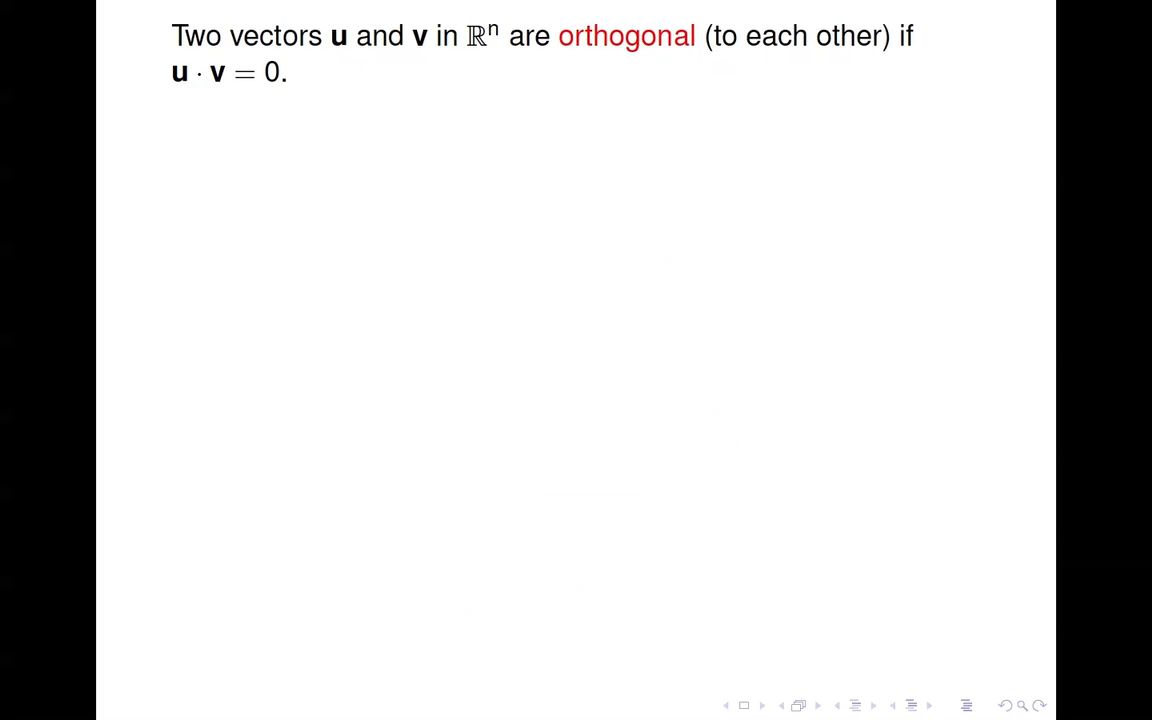 Two vectors u and v in ℝⁿ are orthogonal (to each other) if
u · v = 0.